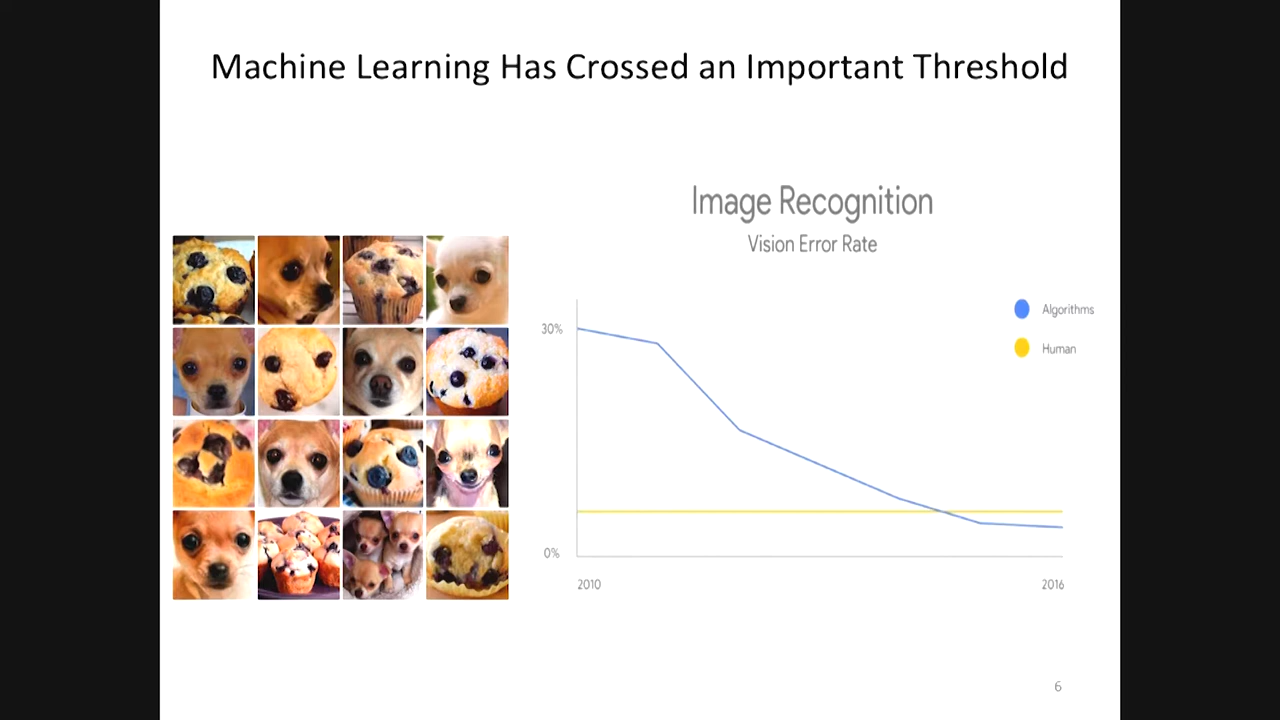 Machine Learning Has Crossed an Important Threshold
Image Recognition
Vision Error Rate
Algorithms
Human
30%
0%
2010
2016
6